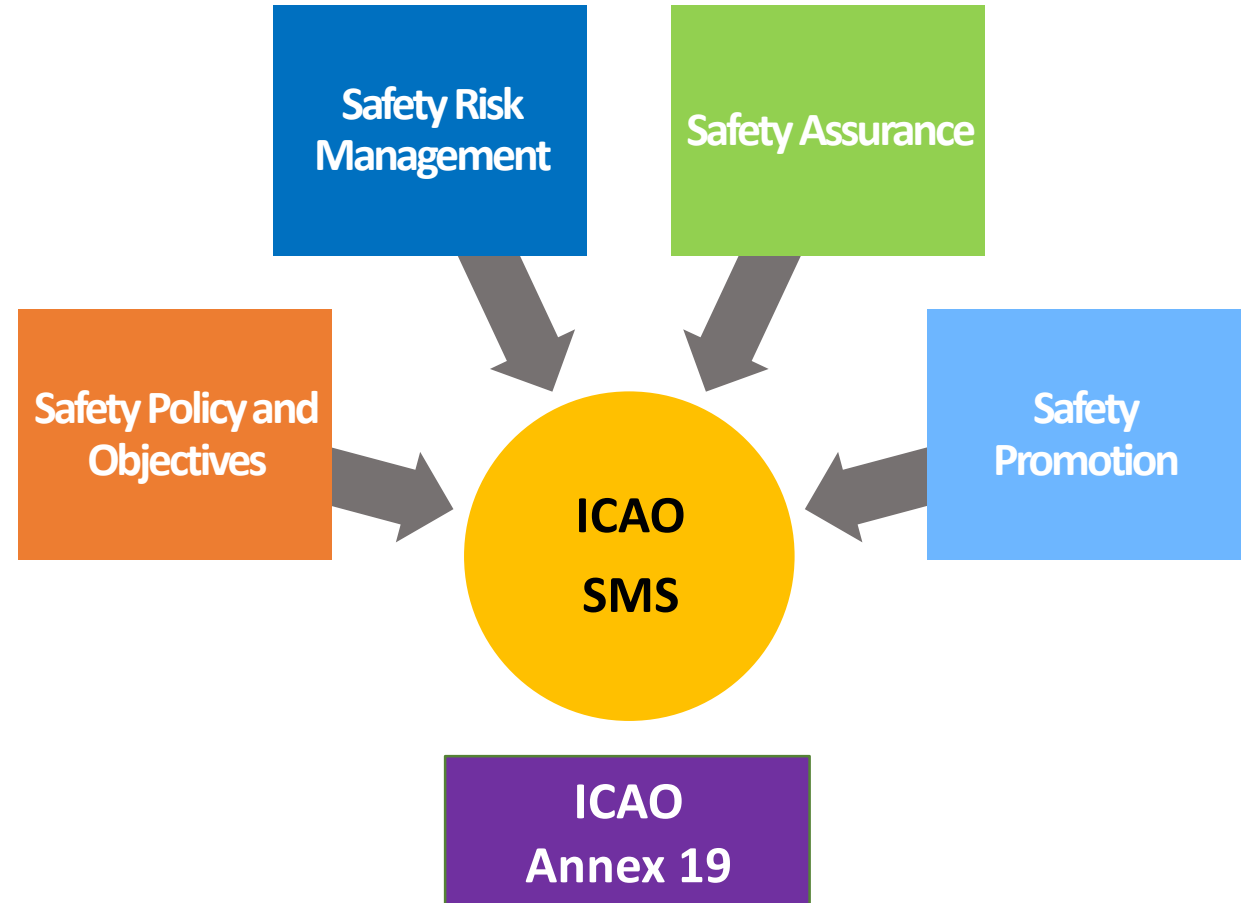 Safety Risk
Management
Safety Assurance
Safety Policy and
Objectives
Safety
Promotion
ICAO
SMS
ICAO
Annex 19